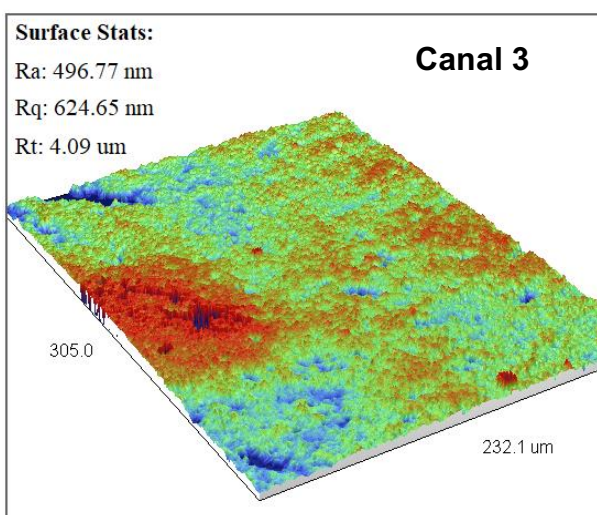 Surface Stats:
Canal 3
Ra: 496.77 nm
Rq: 624.65 nm
Rt: 4.09 um
305.0
232.1 um